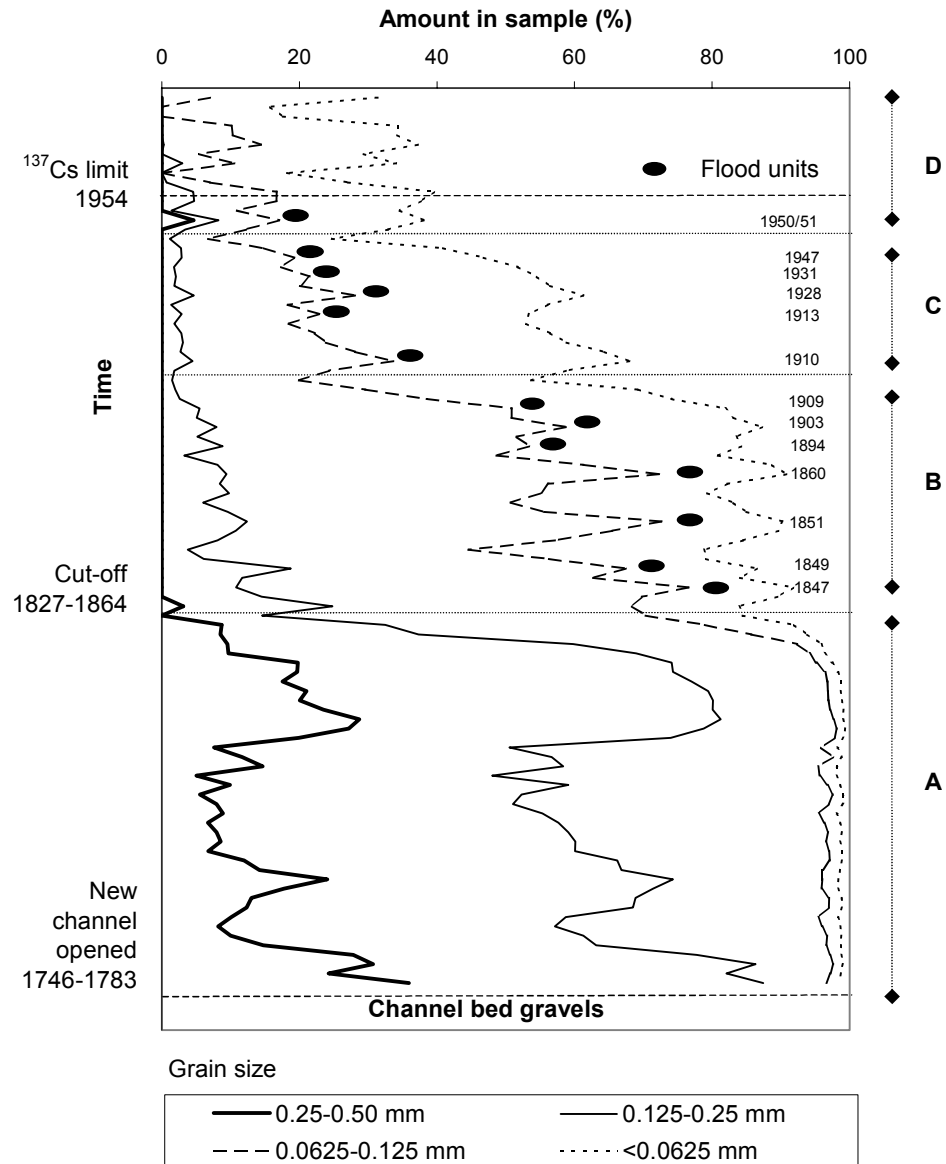 Amount in sample (%)
0 20 40 60 80 100
¹³⁷Cs limit
1954
Flood units
D
1950/51
1947
1931
1928
1913
C
1910
Time
1909
1903
1894
1860
B
1851
1849
1847
Cut-off
1827-1864
A
New
channel
opened
1746-1783
Channel bed gravels
Grain size
0.25-0.50 mm 0.125-0.25 mm
0.0625-0.125 mm <0.0625 mm